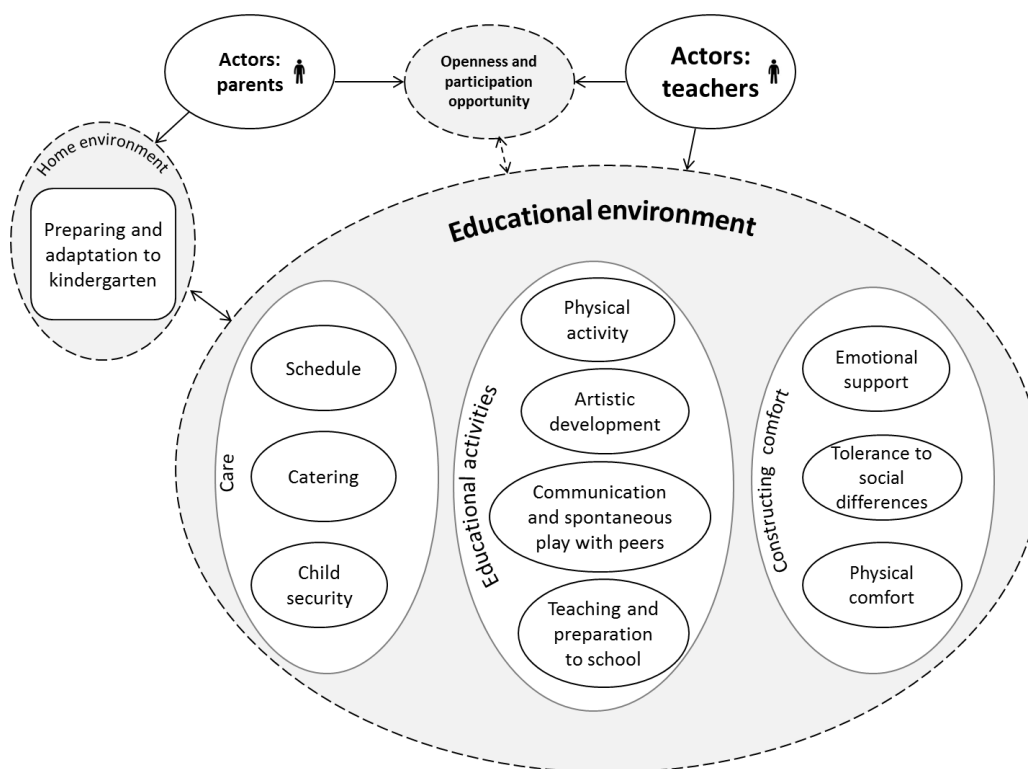 Actors:
parents
Openness and
participation
opportunity
Actors:
teachers
Home environment
Preparing and
adaptation to
kindergarten
Educational environment
Care
Schedule
Catering
Child
security
Educational activities
Physical
activity
Artistic
development
Communication
and spontaneous
play with peers
Teaching and
preparation
to school
Constructing comfort
Emotional
support
Tolerance to
social
differences
Physical
comfort